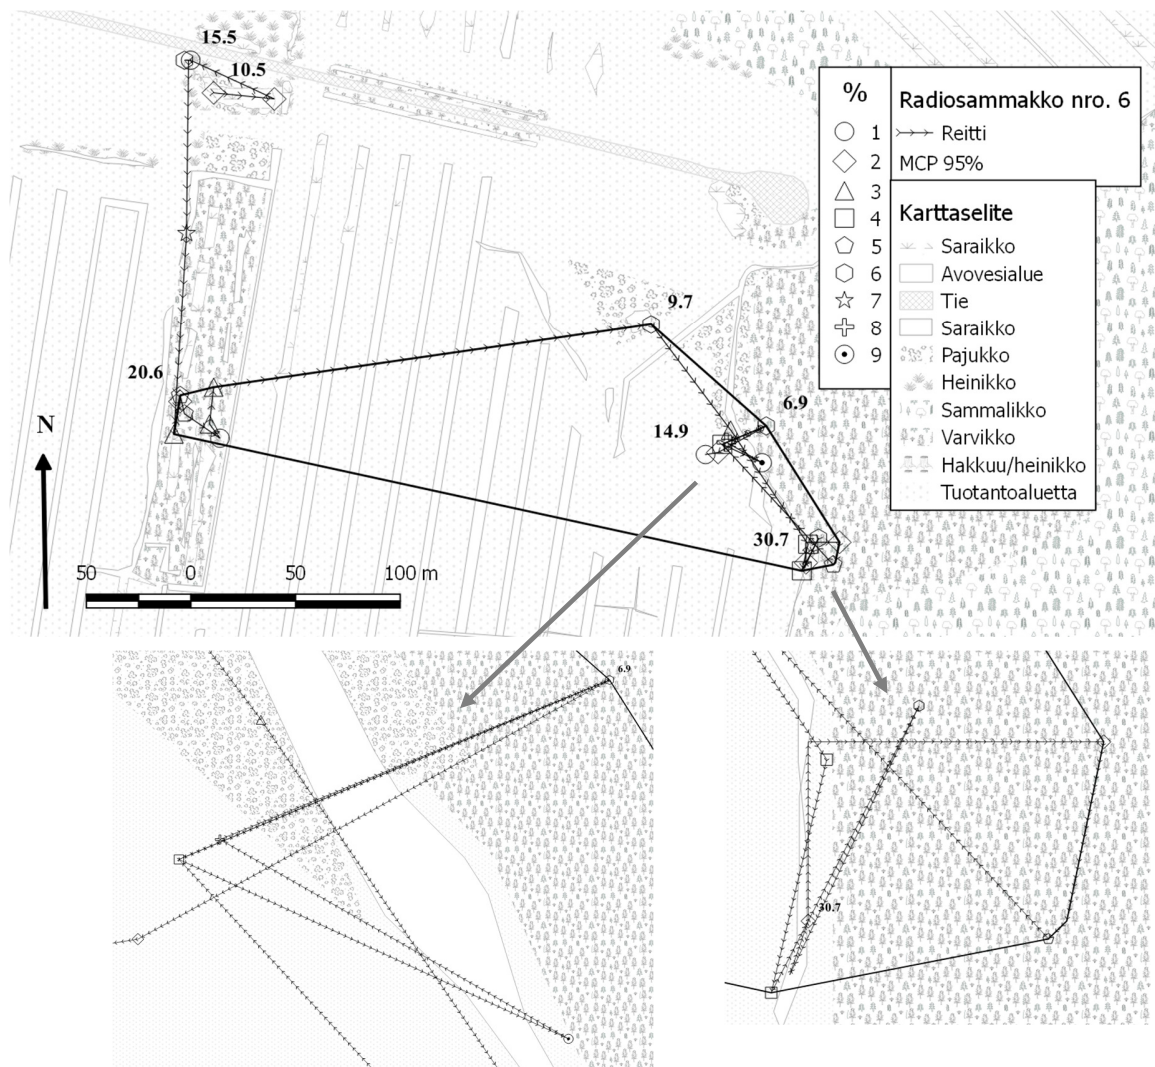 15.5
10.5
%
1
2
3
4
5
6
7
8
9
Radiosammakko nro. 6
Reitti
MCP 95%
Karttaselite
Saraikko
Avovesialue
Tie
Saraikko
Pajukko
Heinikko
Sammalikko
Varvikko
Hakkuu/heinikko
Tuotantoaluetta
9.7
20.6
6.9
14.9
N
30.7
50 0 50 100 m
6.9
30.7